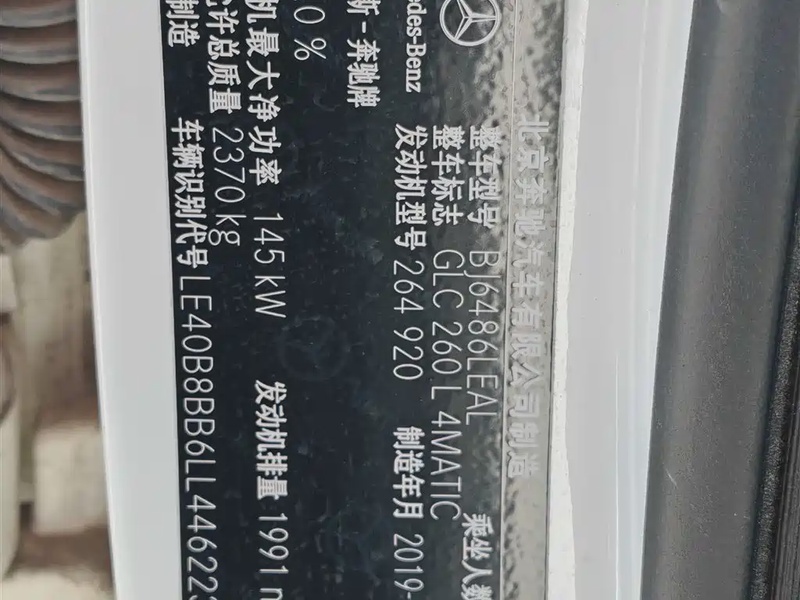 北京奔驰汽车有限公司制造
整车型号 BJ6486LEAL 乘坐人数
整车标志 GLC 260 L 4MATIC
edes-Benz 发动机型号 264 920 制造年月 2019-
斯-奔驰牌
0 %
机最大净功率 145 kW 发动机排量 1991
许总质量 2370 kg
制造 车辆识别代号 LE40B8BB6LL44622